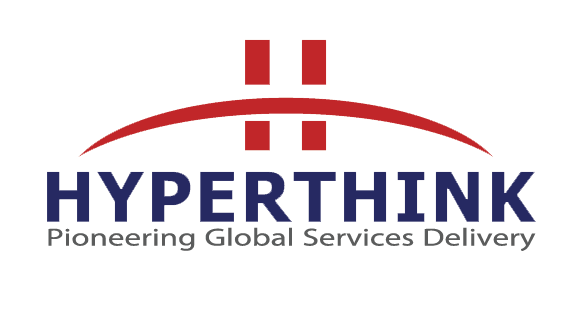 HYPERTHINK
Pioneering Global Services Delivery